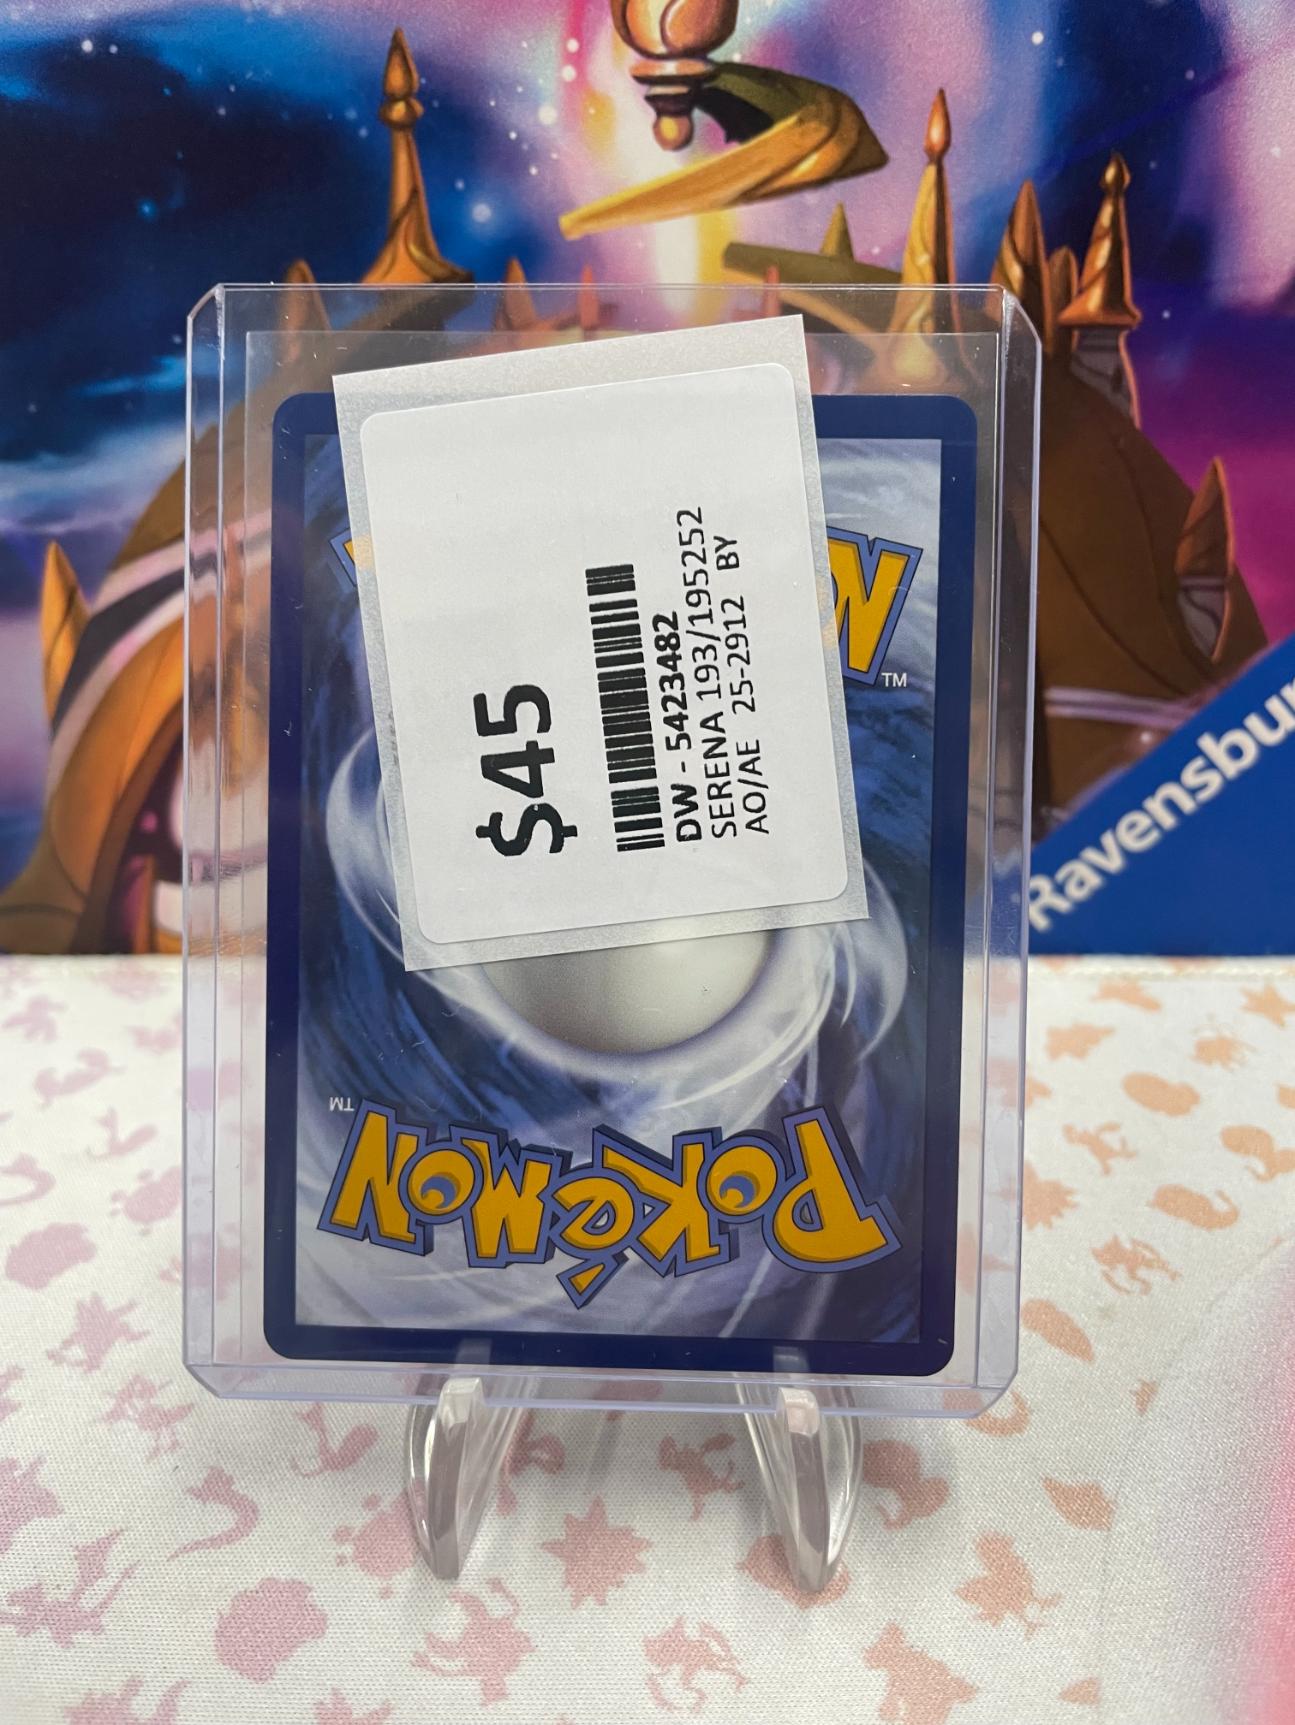 $45
DW - 5423482
SERENA 193/195252
AO/AE 25-2912 BY
N
TM
TM
POKéMON
Ravensbur